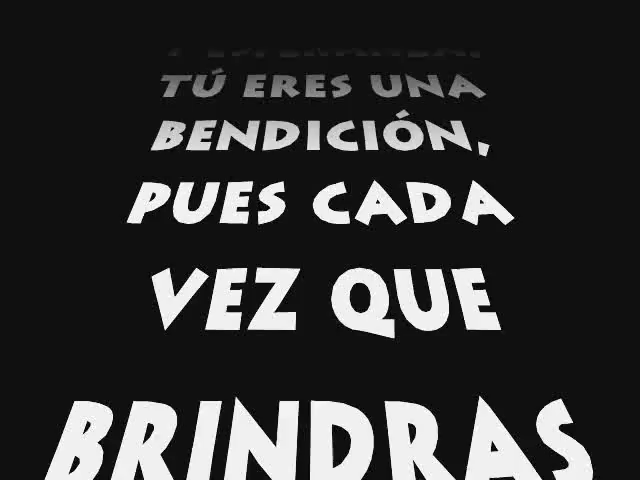 TÚ ERES UNA
BENDICIÓN,
PUES CADA
VEZ QUE
BRINDRAS